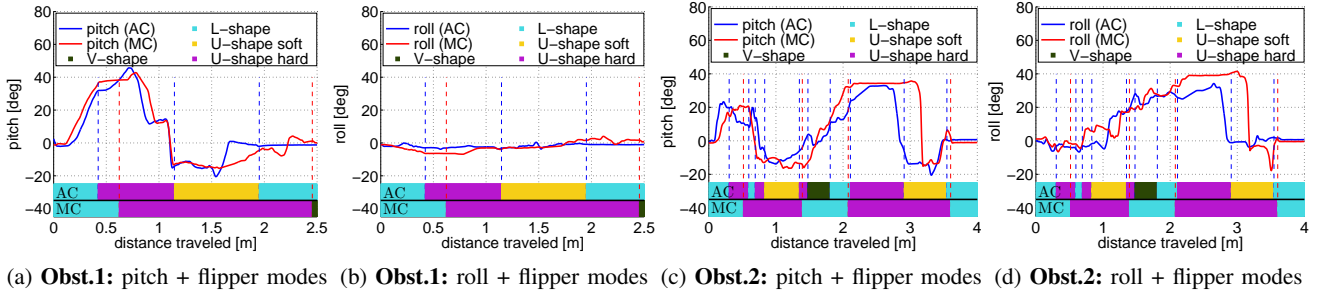 80
60
40
20
0
−20
−40
pitch [deg]
pitch (AC)
pitch (MC)
V−shape
L−shape
U−shape soft
U−shape hard
AC
MC
0 0.5 1 1.5 2 2.5
distance traveled [m]
(a) Obst.1: pitch + flipper modes
80
60
40
20
0
−20
−40
roll [deg]
roll (AC)
roll (MC)
V−shape
L−shape
U−shape soft
U−shape hard
AC
MC
0 0.5 1 1.5 2 2.5
distance traveled [m]
(b) Obst.1: roll + flipper modes
80
60
40
20
0
−20
−40
pitch [deg]
pitch (AC)
pitch (MC)
V−shape
L−shape
U−shape soft
U−shape hard
AC
MC
0 1 2 3 4
distance traveled [m]
(c) Obst.2: pitch + flipper modes
80
60
40
20
0
−20
−40
roll [deg]
roll (AC)
roll (MC)
V−shape
L−shape
U−shape soft
U−shape hard
AC
MC
0 1 2 3 4
distance traveled [m]
(d) Obst.2: roll + flipper modes